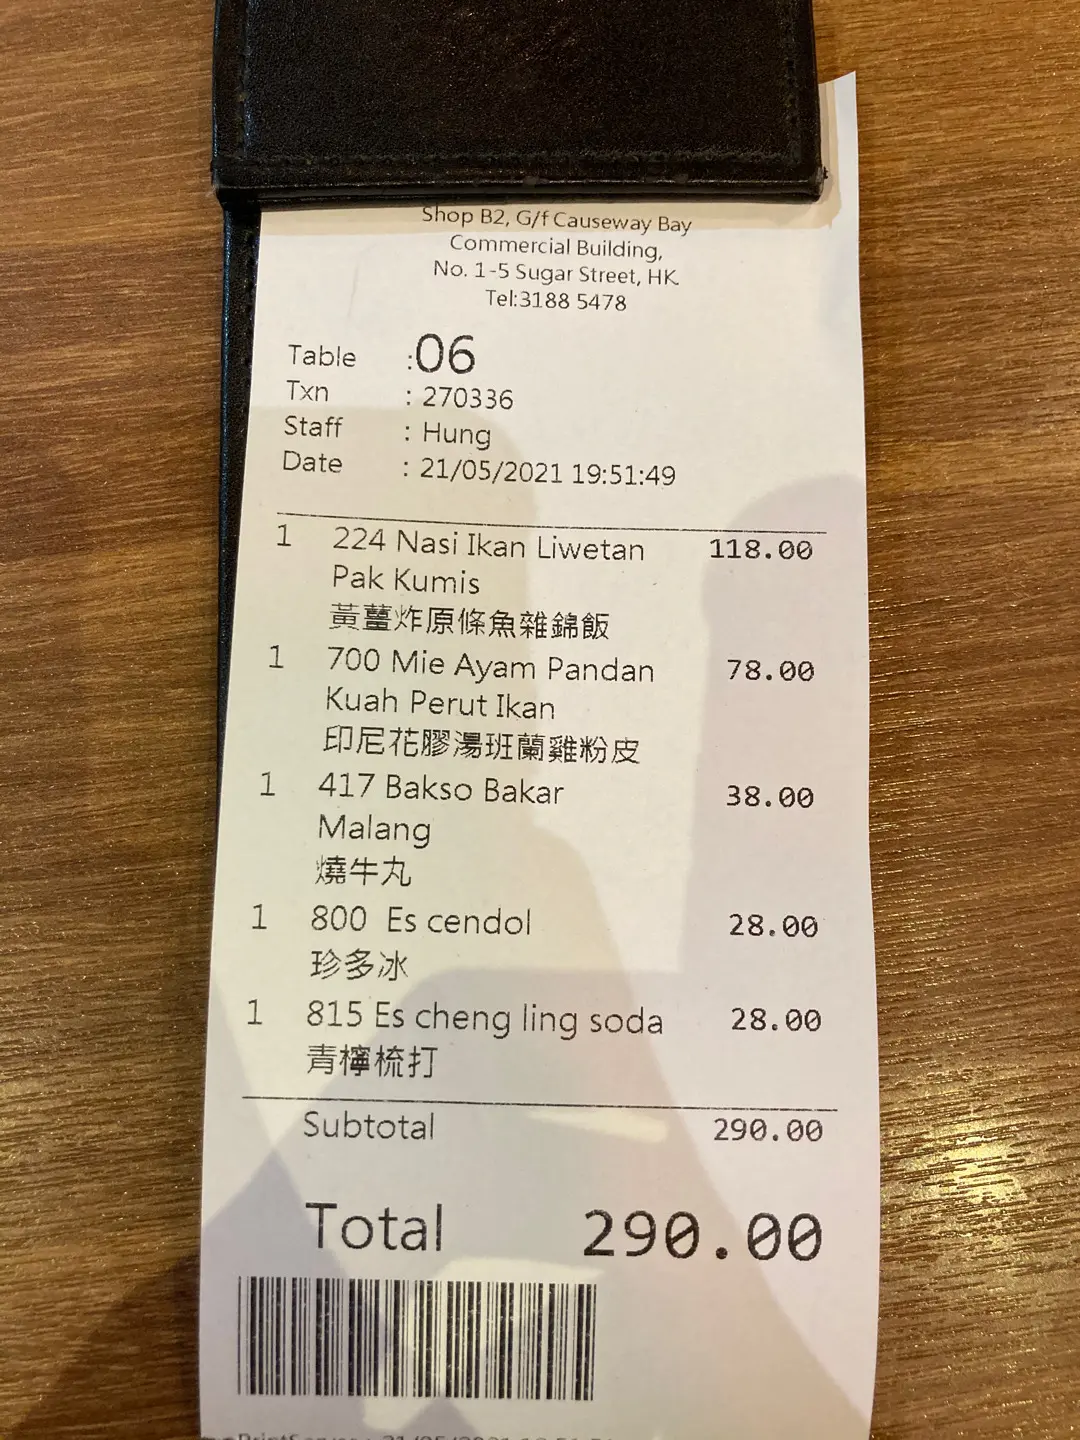 Shop B2, G/f Causeway Bay
Commercial Building,
No. 1-5 Sugar Street, HK
Tel:3188 5478
Table :06
Txn : 270336
Staff : Hung
Date : 21/05/2021 19:51:49
1 224 Nasi Ikan Liwetan 118.00
Pak Kumis
黃薑炸原條魚雜錦飯
1 700 Mie Ayam Pandan 78.00
Kuah Perut Ikan
印尼花膠湯班蘭雞粉皮
1 417 Bakso Bakar 38.00
Malang
燒牛丸
1 800 Es cendol 28.00
珍多冰
1 815 Es cheng ling soda 28.00
青檸梳打
Subtotal 290.00
Total 290.00